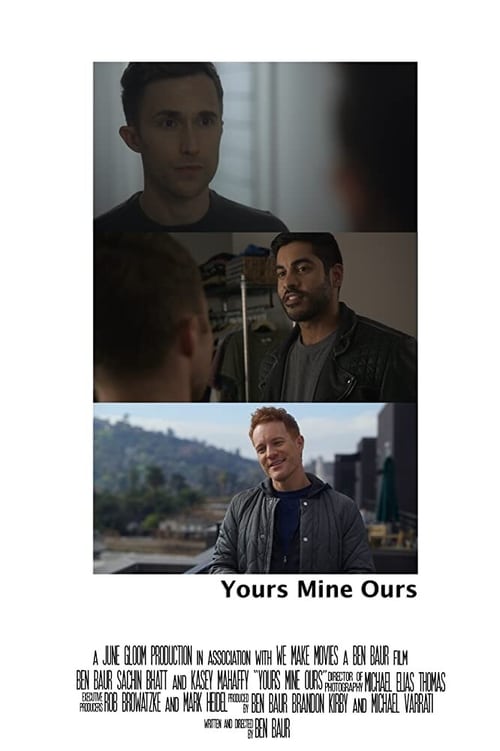 Yours Mine Ours
A JUNE GLOOM PRODUCTION IN ASSOCIATION WITH WE MAKE MOVIES A BEN BAUR FILM
BEN BAUR SACHIN BHATT AND KASEY MAHAFFY "YOURS MINE OURS" DIRECTOR OF PHOTOGRAPHY MICHAEL ELIAS THOMAS
EXECUTIVE PRODUCERS ROB BROWATZKE AND MARK HEIDEL PRODUCED BY BEN BAUR BRANDON KIRBY AND MICHAEL VARRATI
WRITTEN AND DIRECTED BY BEN BAUR